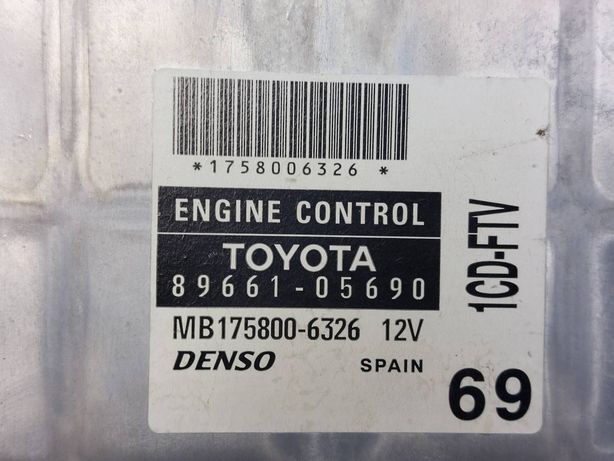 *1758006326 *
ENGINE CONTROL
TOYOTA
89661-05690
MB175800-6326 12V
DENSO SPAIN
1CD-FTV
69